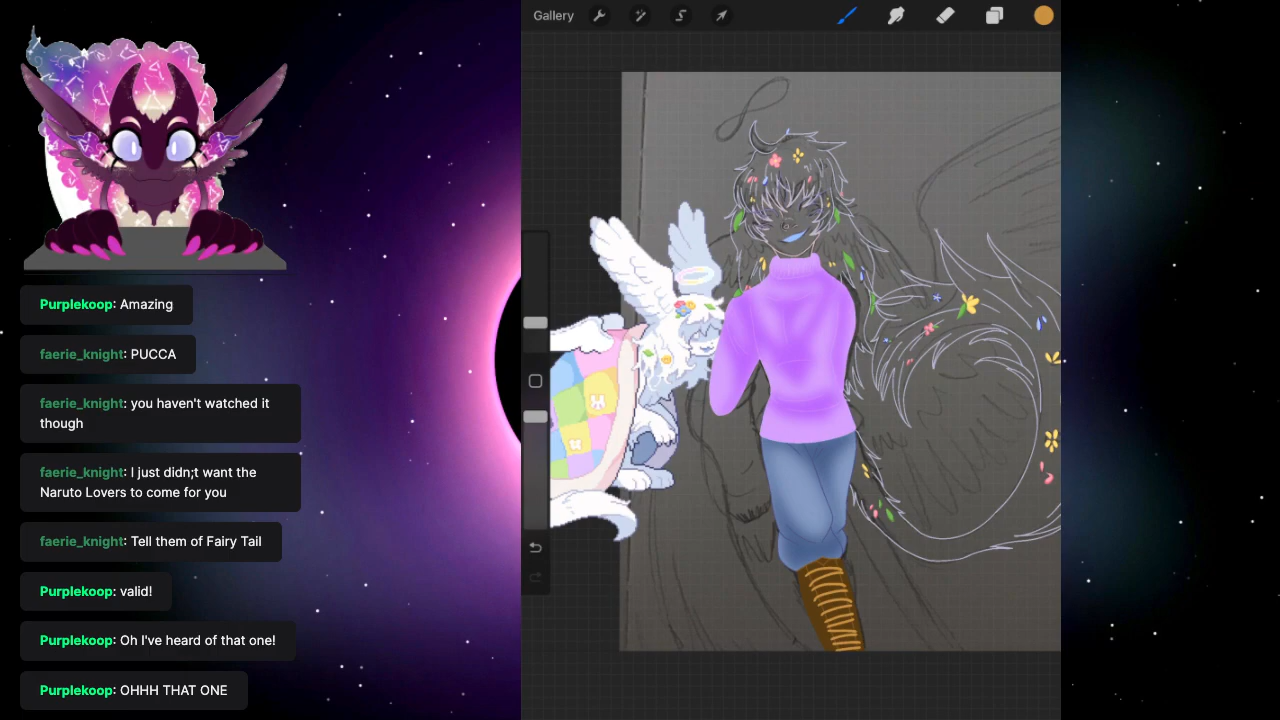 Gallery
Purplekoop: Amazing
faerie_knight: PUCCA
faerie_knight: you haven't watched it
though
faerie_knight: I just didn;t want the
Naruto Lovers to come for you
faerie_knight: Tell them of Fairy Tail
Purplekoop: valid!
Purplekoop: Oh I've heard of that one!
Purplekoop: OHHH THAT ONE